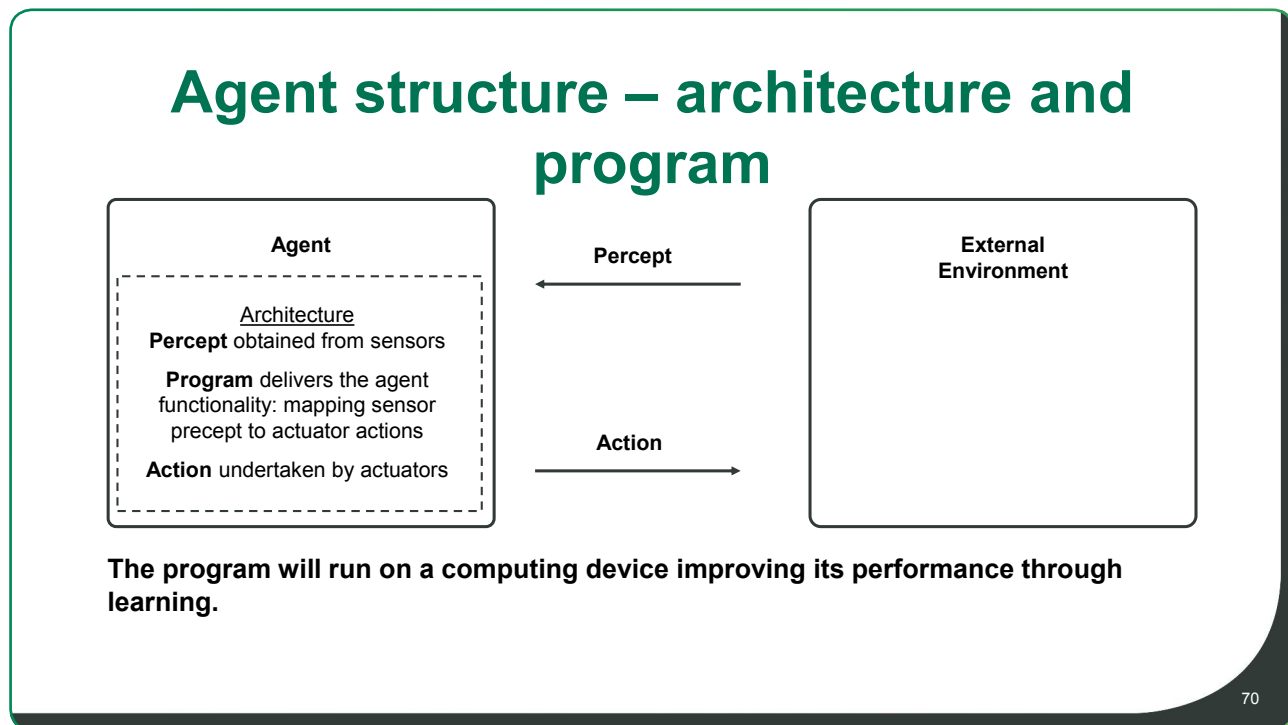 Agent structure – architecture and
program
Agent
Architecture
Percept obtained from sensors
Program delivers the agent
functionality: mapping sensor
precept to actuator actions
Action undertaken by actuators
Percept
Action
External
Environment
The program will run on a computing device improving its performance through
learning.
70